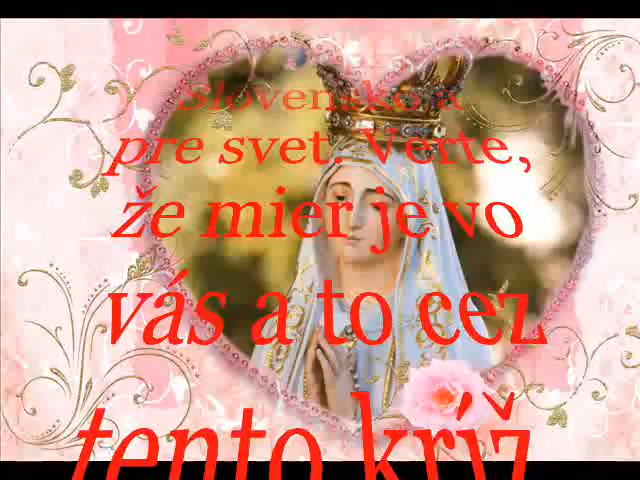 Slovensko a
pre svet. Verte,
že mier je vo
vás a to cez
tento kríž